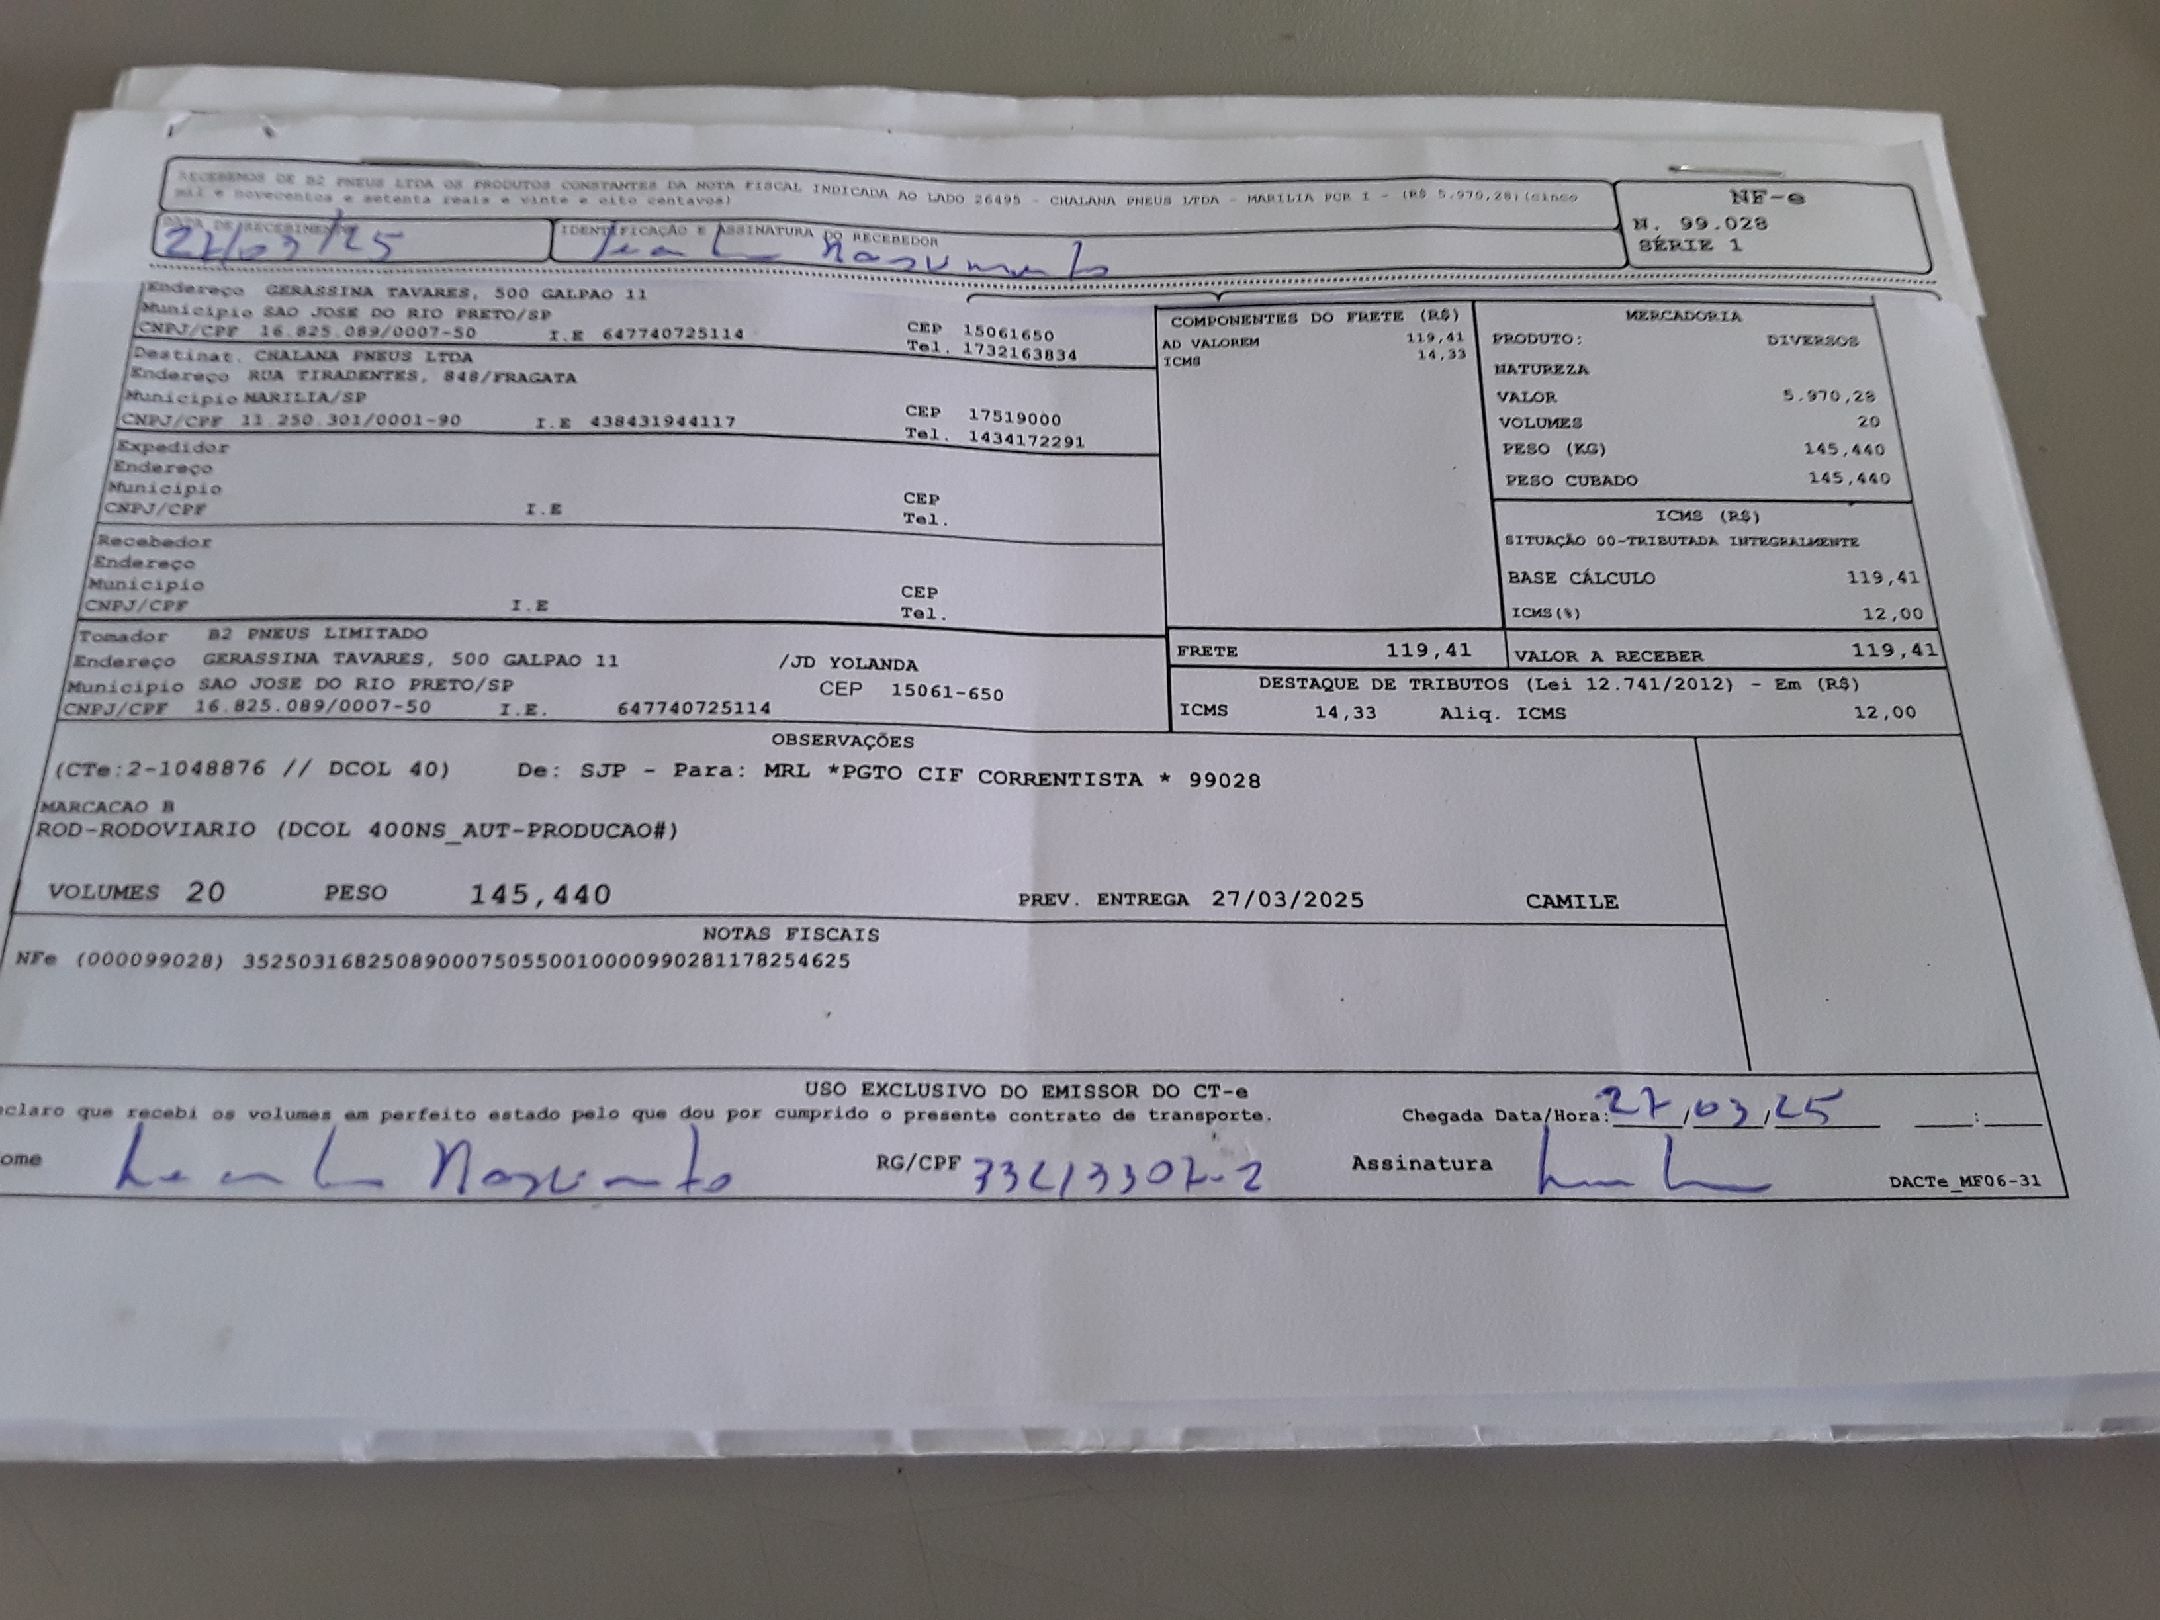 RECEBEMOS DE B2 PNEUS LTDA OS PRODUTOS CONSTANTES DA NOTA FISCAL INDICADA AO LADO 26495 - CHALANA PNEUS LTDA - MARILIA PCR I - (R$ 5.970,28)(cinco
mil e novecentos e setenta reais e vinte e oito centavos)
NF-e
N. 99.028
SÉRIE 1
DATA DE RECEBIMENTO
27/03/25
IDENTIFICAÇÃO E ASSINATURA DO RECEBEDOR
Nascimento
Endereço GERASSINA TAVARES, 500 GALPAO 11
Município SAO JOSE DO RIO PRETO/SP CEP 15061650
CNPJ/CPF 16.825.089/0007-50 I.E 647740725114 Tel. 1732163834
Destinat. CHALANA PNEUS LTDA
Endereço RUA TIRADENTES, 848/FRAGATA
Município MARILIA/SP CEP 17519000
CNPJ/CPF 11.250.301/0001-90 I.E 438431944117 Tel. 1434172291
Expedidor
Endereço
Município CEP
CNPJ/CPF I.E Tel.
Recebedor
Endereço
Município CEP
CNPJ/CPF I.E Tel.
Tomador B2 PNEUS LIMITADO
Endereço GERASSINA TAVARES, 500 GALPAO 11 /JD YOLANDA
Município SAO JOSE DO RIO PRETO/SP CEP 15061-650
CNPJ/CPF 16.825.089/0007-50 I.E. 647740725114
COMPONENTES DO FRETE (R$)
AD VALOREM 119,41
ICMS 14,33
MERCADORIA
PRODUTO: DIVERSOS
NATUREZA
VALOR 5.970,28
VOLUMES 20
PESO (KG) 145,440
PESO CUBADO 145,440
ICMS (R$)
SITUAÇÃO 00-TRIBUTADA INTEGRALMENTE
BASE CÁLCULO 119,41
ICMS(%) 12,00
FRETE 119,41 VALOR A RECEBER 119,41
DESTAQUE DE TRIBUTOS (Lei 12.741/2012) - Em (R$)
ICMS 14,33 Aliq. ICMS 12,00
OBSERVAÇÕES
(CTe:2-1048876 // DCOL 40) De: SJP - Para: MRL *PGTO CIF CORRENTISTA * 99028
MARCACAO B
ROD-RODOVIARIO (DCOL 400NS_AUT-PRODUCAO#)
VOLUMES 20 PESO 145,440 PREV. ENTREGA 27/03/2025 CAMILE
NOTAS FISCAIS
NFe (000099028) 35250316825089000750550010000990281178254625
USO EXCLUSIVO DO EMISSOR DO CT-e
claro que recebi os volumes em perfeito estado pelo que dou por cumprido o presente contrato de transporte. Chegada Data/Hora: 27/03/25 :
ome Nascimento RG/CPF Assinatura
DACTe_MF06-31